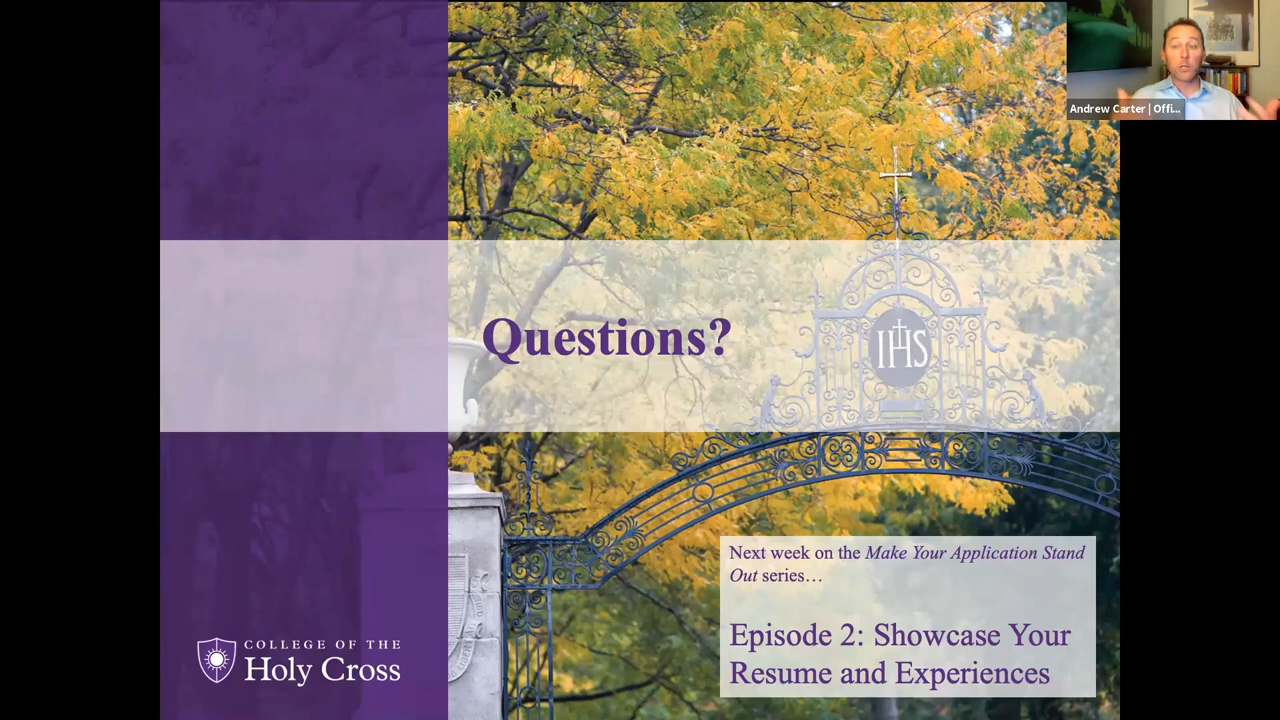 Andrew Carter | Offi...
IHS
Questions?
Next week on the Make Your Application Stand
Out series…
Episode 2: Showcase Your
Resume and Experiences
COLLEGE OF THE
Holy Cross